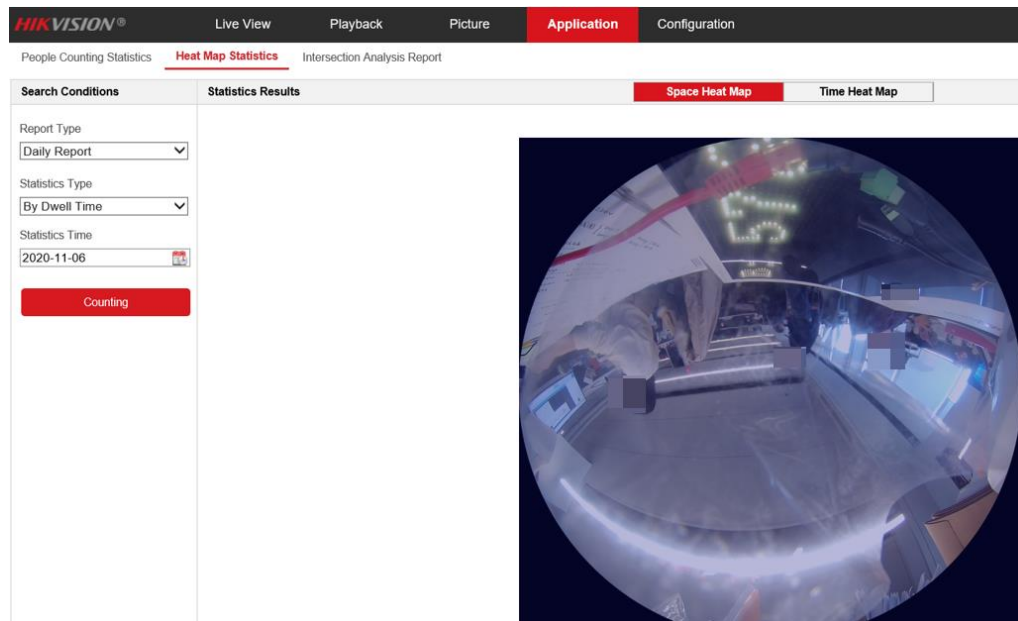 HIKVISION® Live View Playback Picture Application Configuration
People Counting Statistics Heat Map Statistics Intersection Analysis Report
Search Conditions Statistics Results Space Heat Map Time Heat Map
Report Type
Daily Report
Statistics Type
By Dwell Time
Statistics Time
2020-11-06
Counting